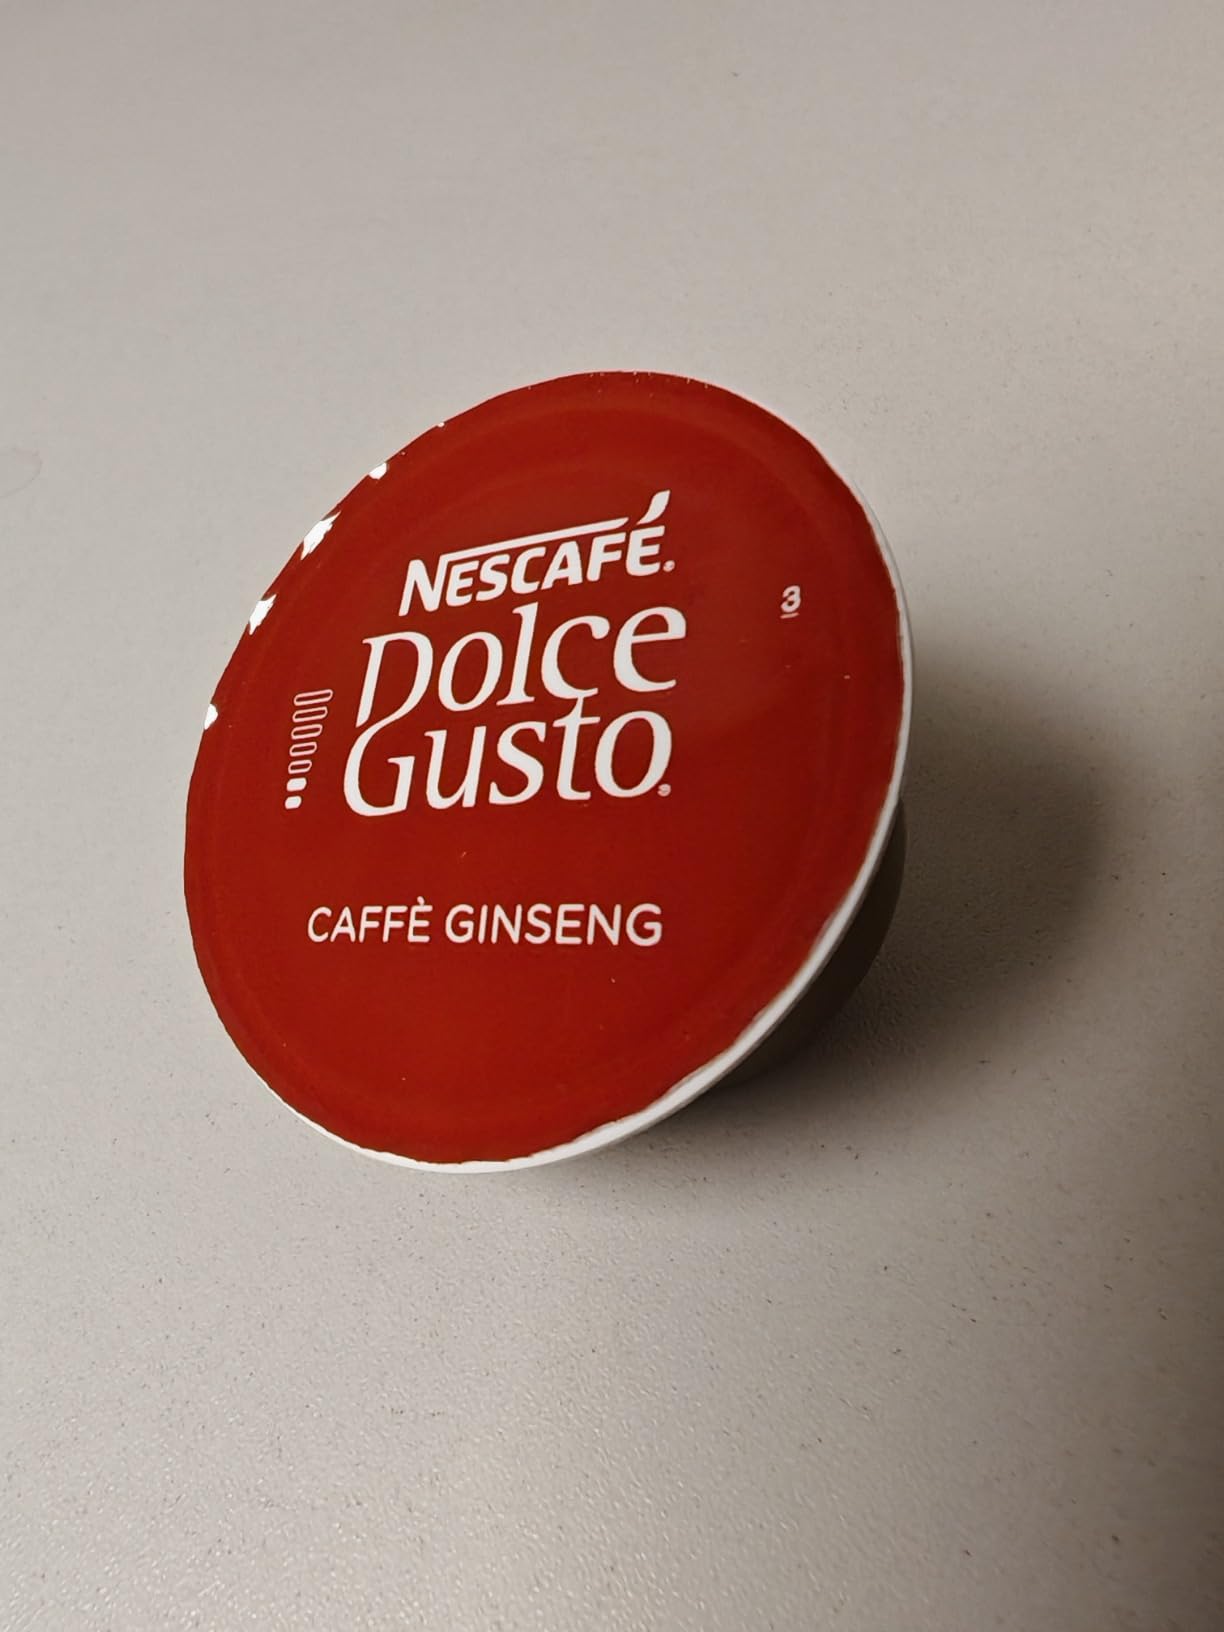 NESCAFÉ®
Dolce
Gusto®
3
CAFFÈ GINSENG